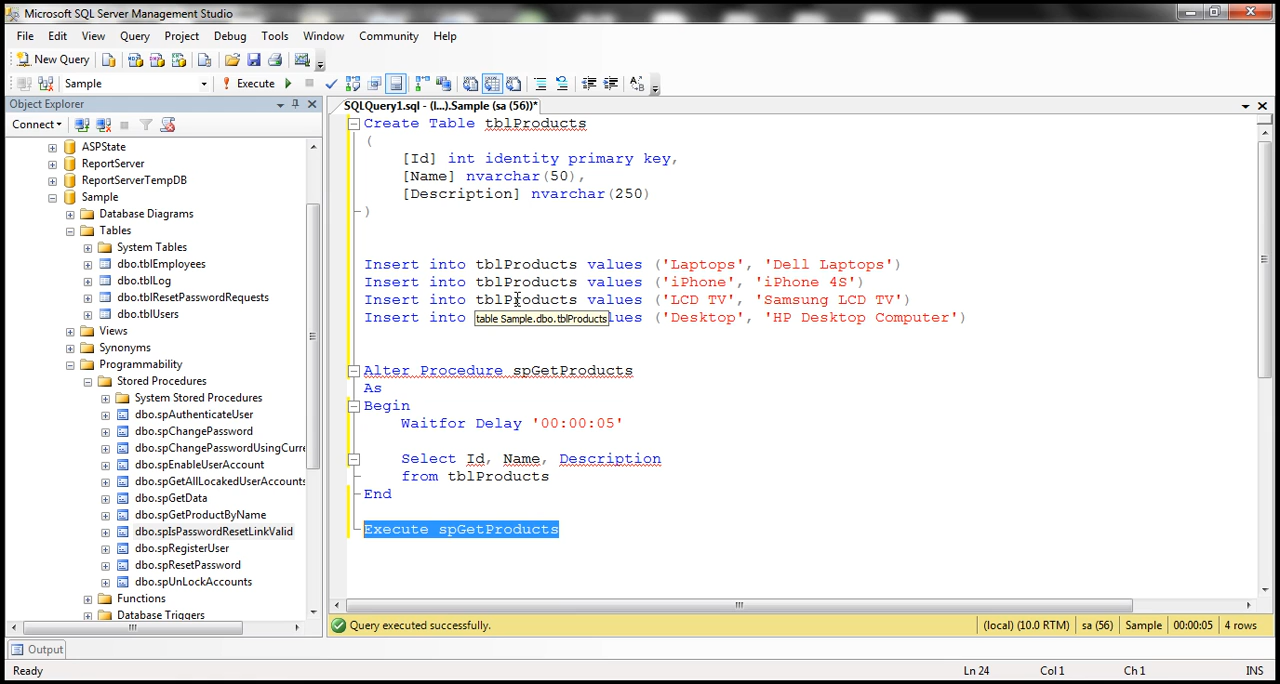 Microsoft SQL Server Management Studio
File Edit View Query Project Debug Tools Window Community Help
New Query
Sample Execute
Object Explorer
SQLQuery1.sql - (l...).Sample (sa (56))*
Connect
ASPState
ReportServer
ReportServerTempDB
Sample
Database Diagrams
Tables
System Tables
dbo.tblEmployees
dbo.tblLog
dbo.tblResetPasswordRequests
dbo.tblUsers
Views
Synonyms
Programmability
Stored Procedures
System Stored Procedures
dbo.spAuthenticateUser
dbo.spChangePassword
dbo.spChangePasswordUsingCurre
dbo.spEnableUserAccount
dbo.spGetAllLocakedUserAccounts
dbo.spGetData
dbo.spGetProductByName
dbo.spIsPasswordResetLinkValid
dbo.spRegisterUser
dbo.spResetPassword
dbo.spUnLockAccounts
Functions
Database Triggers
Create Table tblProducts
(
[Id] int identity primary key,
[Name] nvarchar(50),
[Description] nvarchar(250)
)
Insert into tblProducts values ('Laptops', 'Dell Laptops')
Insert into tblProducts values ('iPhone', 'iPhone 4S')
Insert into tblProducts values ('LCD TV', 'Samsung LCD TV')
Insert into lues ('Desktop', 'HP Desktop Computer')
table Sample.dbo.tblProducts
Alter Procedure spGetProducts
As
Begin
Waitfor Delay '00:00:05'
Select Id, Name, Description
from tblProducts
End
Execute spGetProducts
Query executed successfully. (local) (10.0 RTM) sa (56) Sample 00:00:05 4 rows
Output
Ready Ln 24 Col 1 Ch 1 INS